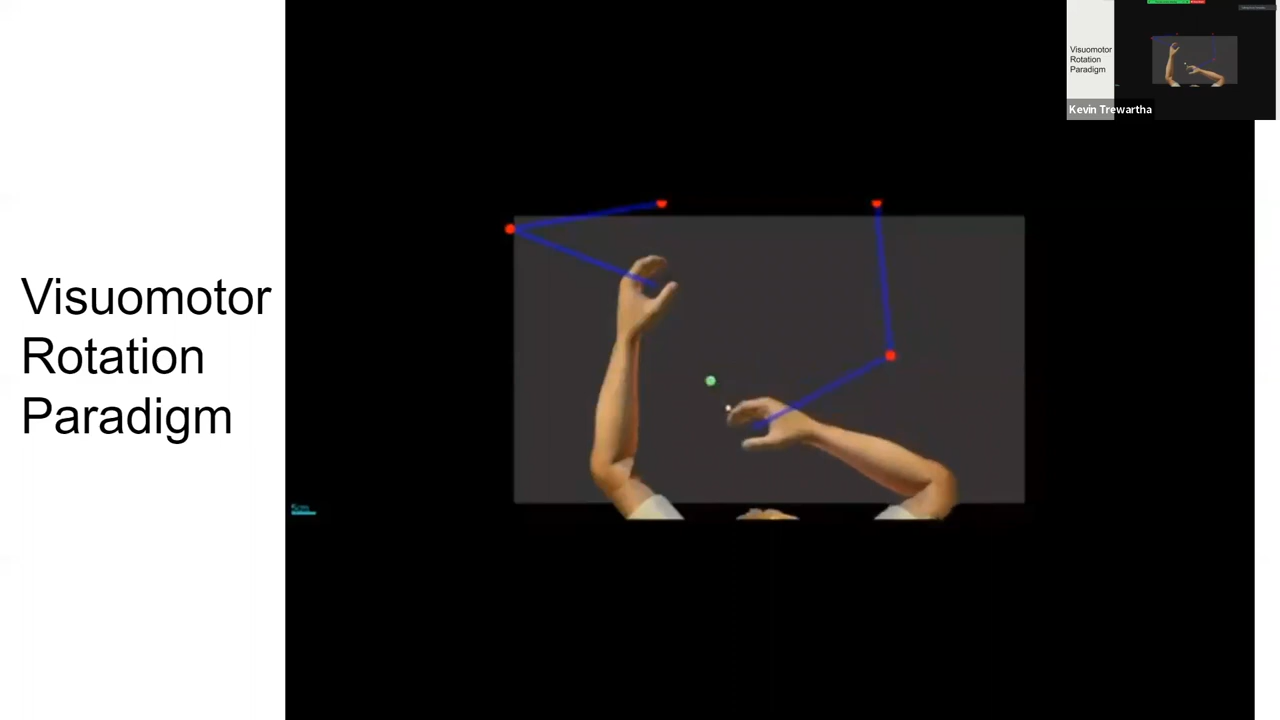 Visuomotor
Rotation
Paradigm
Visuomotor
Rotation
Paradigm
Kevin Trewartha